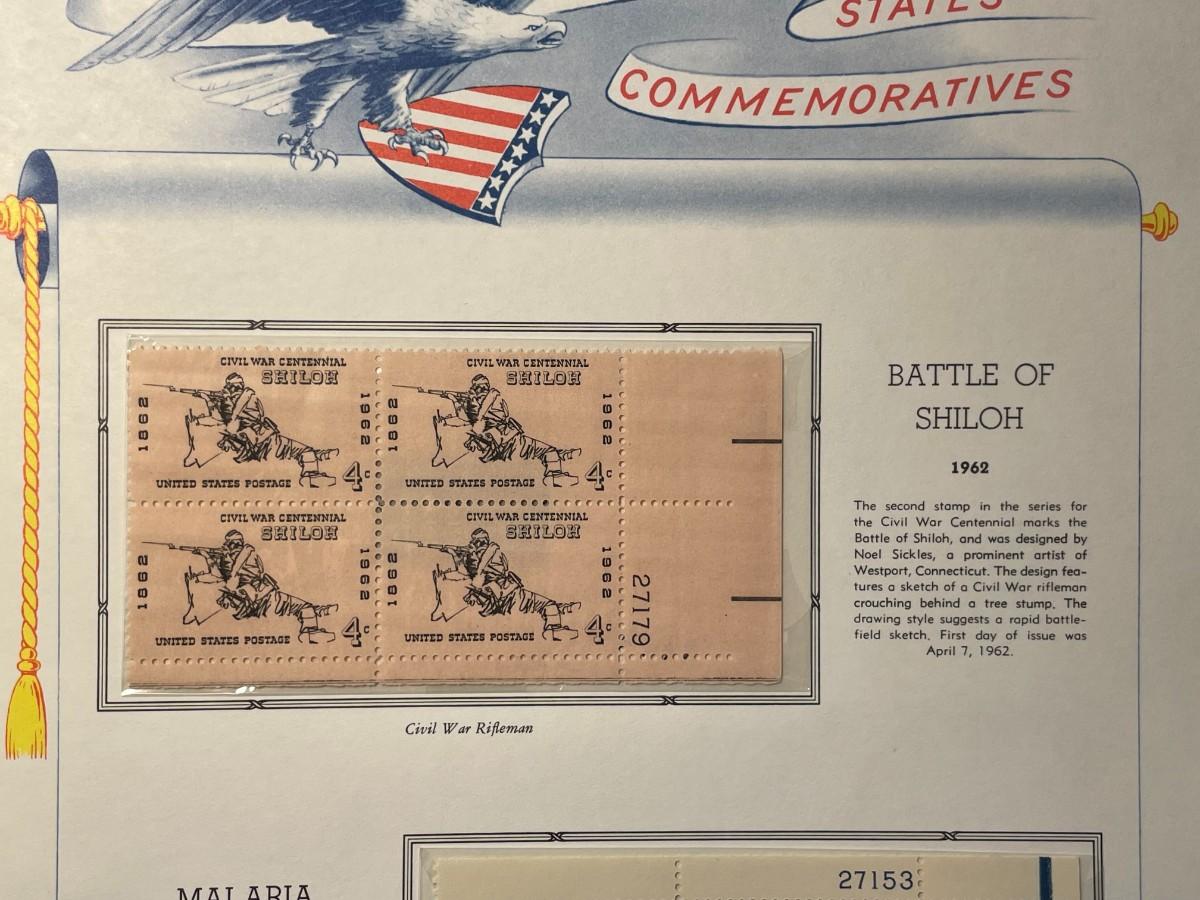 STATES
COMMEMORATIVES
CIVIL WAR CENTENNIAL
SHILOH
1862
1962
4c
UNITED STATES POSTAGE
CIVIL WAR CENTENNIAL
SHILOH
1862
1962
4c
UNITED STATES POSTAGE
CIVIL WAR CENTENNIAL
SHILOH
1862
1962
4c
UNITED STATES POSTAGE
CIVIL WAR CENTENNIAL
SHILOH
1862
1962
4c
UNITED STATES POSTAGE
27179
Civil War Rifleman
BATTLE OF
SHILOH
1962
The second stamp in the series for
the Civil War Centennial marks the
Battle of Shiloh, and was designed by
Noel Sickles, a prominent artist of
Westport, Connecticut. The design fea-
tures a sketch of a Civil War rifleman
crouching behind a tree stump. The
drawing style suggests a rapid battle-
field sketch. First day of issue was
April 7, 1962.
MALARIA
27153